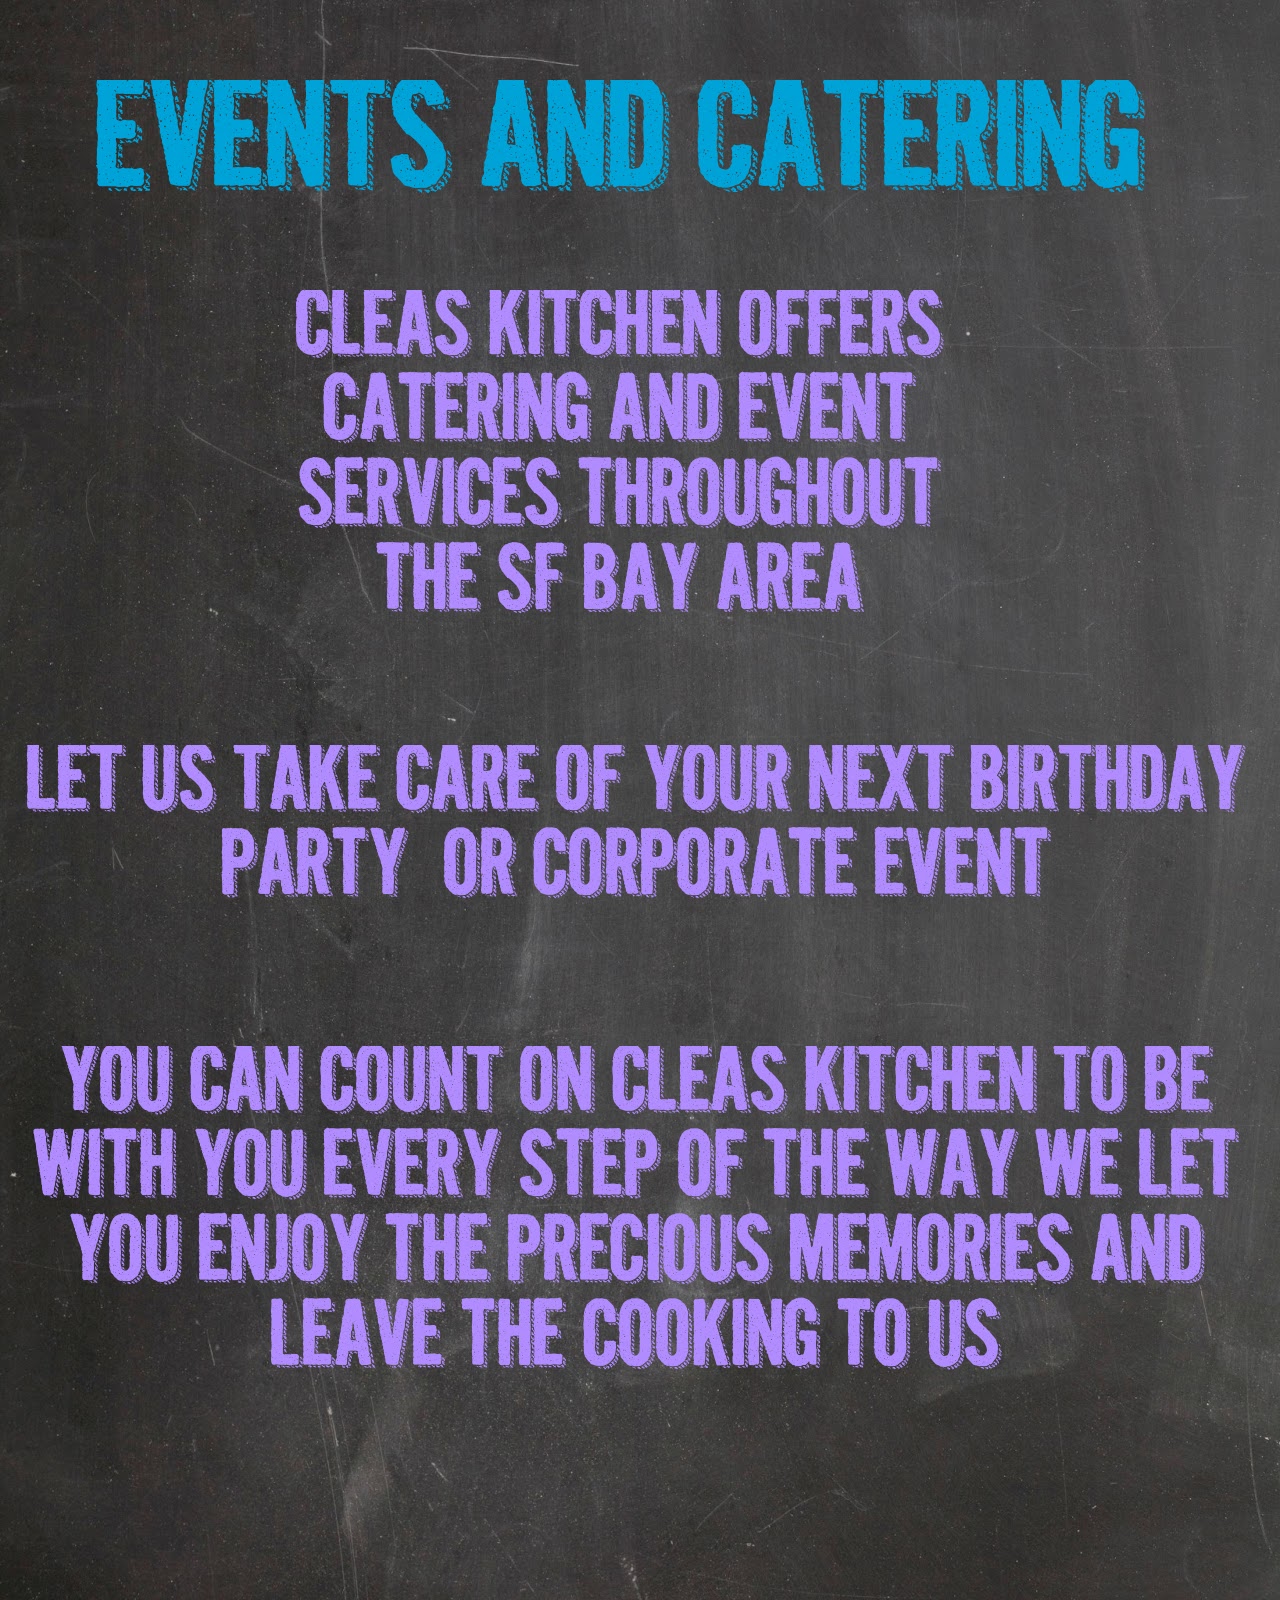 EVENTS AND CATERING
CLEAS KITCHEN OFFERS
CATERING AND EVENT
SERVICES THROUGHOUT
THE SF BAY AREA
LET US TAKE CARE OF YOUR NEXT BIRTHDAY
PARTY OR CORPORATE EVENT
YOU CAN COUNT ON CLEAS KITCHEN TO BE
WITH YOU EVERY STEP OF THE WAY WE LET
YOU ENJOY THE PRECIOUS MEMORIES AND
LEAVE THE COOKING TO US